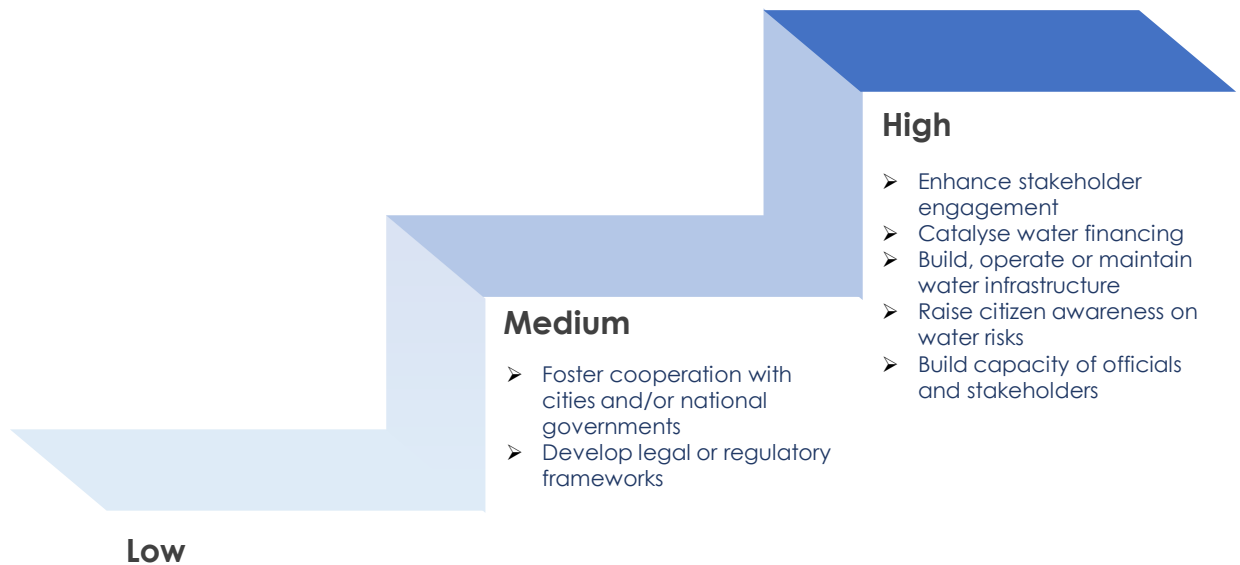 High
➢ Enhance stakeholder
engagement
➢ Catalyse water financing
➢ Build, operate or maintain
water infrastructure
➢ Raise citizen awareness on
water risks
➢ Build capacity of officials
and stakeholders
Medium
➢ Foster cooperation with
cities and/or national
governments
➢ Develop legal or regulatory
frameworks
Low